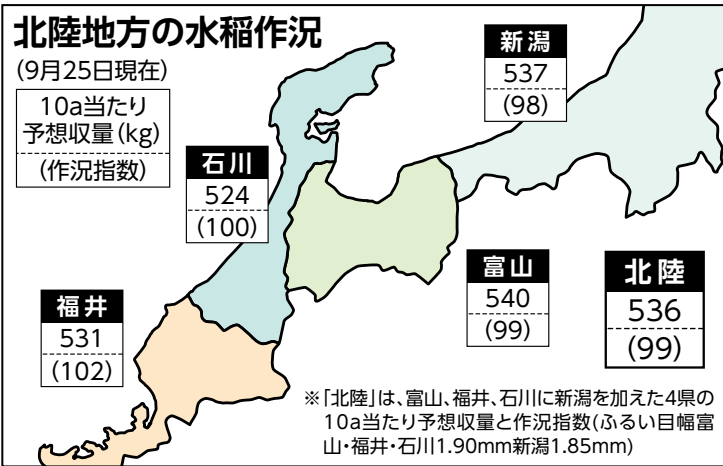 北陸地方の水稲作況
(9月25日現在)
10a当たり
予想収量(kg)
(作況指数)
新潟
537
(98)
石川
524
(100)
富山
540
(99)
北陸
536
(99)
福井
531
(102)
※「北陸」は、富山、福井、石川に新潟を加えた4県の
10a当たり予想収量と作況指数(ふるい目幅富
山・福井・石川1.90mm新潟1.85mm)